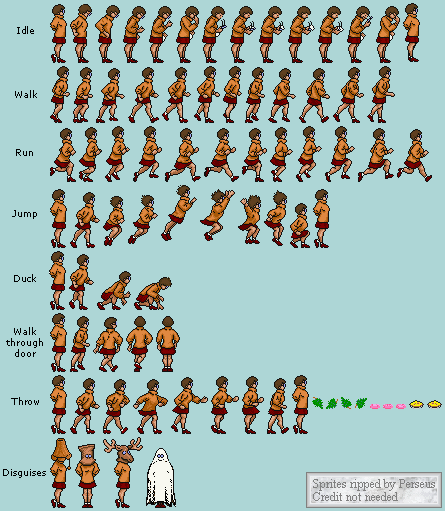 Idle
Walk
Run
Jump
Duck
Walk
through
door
Throw
Disguises
Sprites ripped by Perseus
Credit not needed